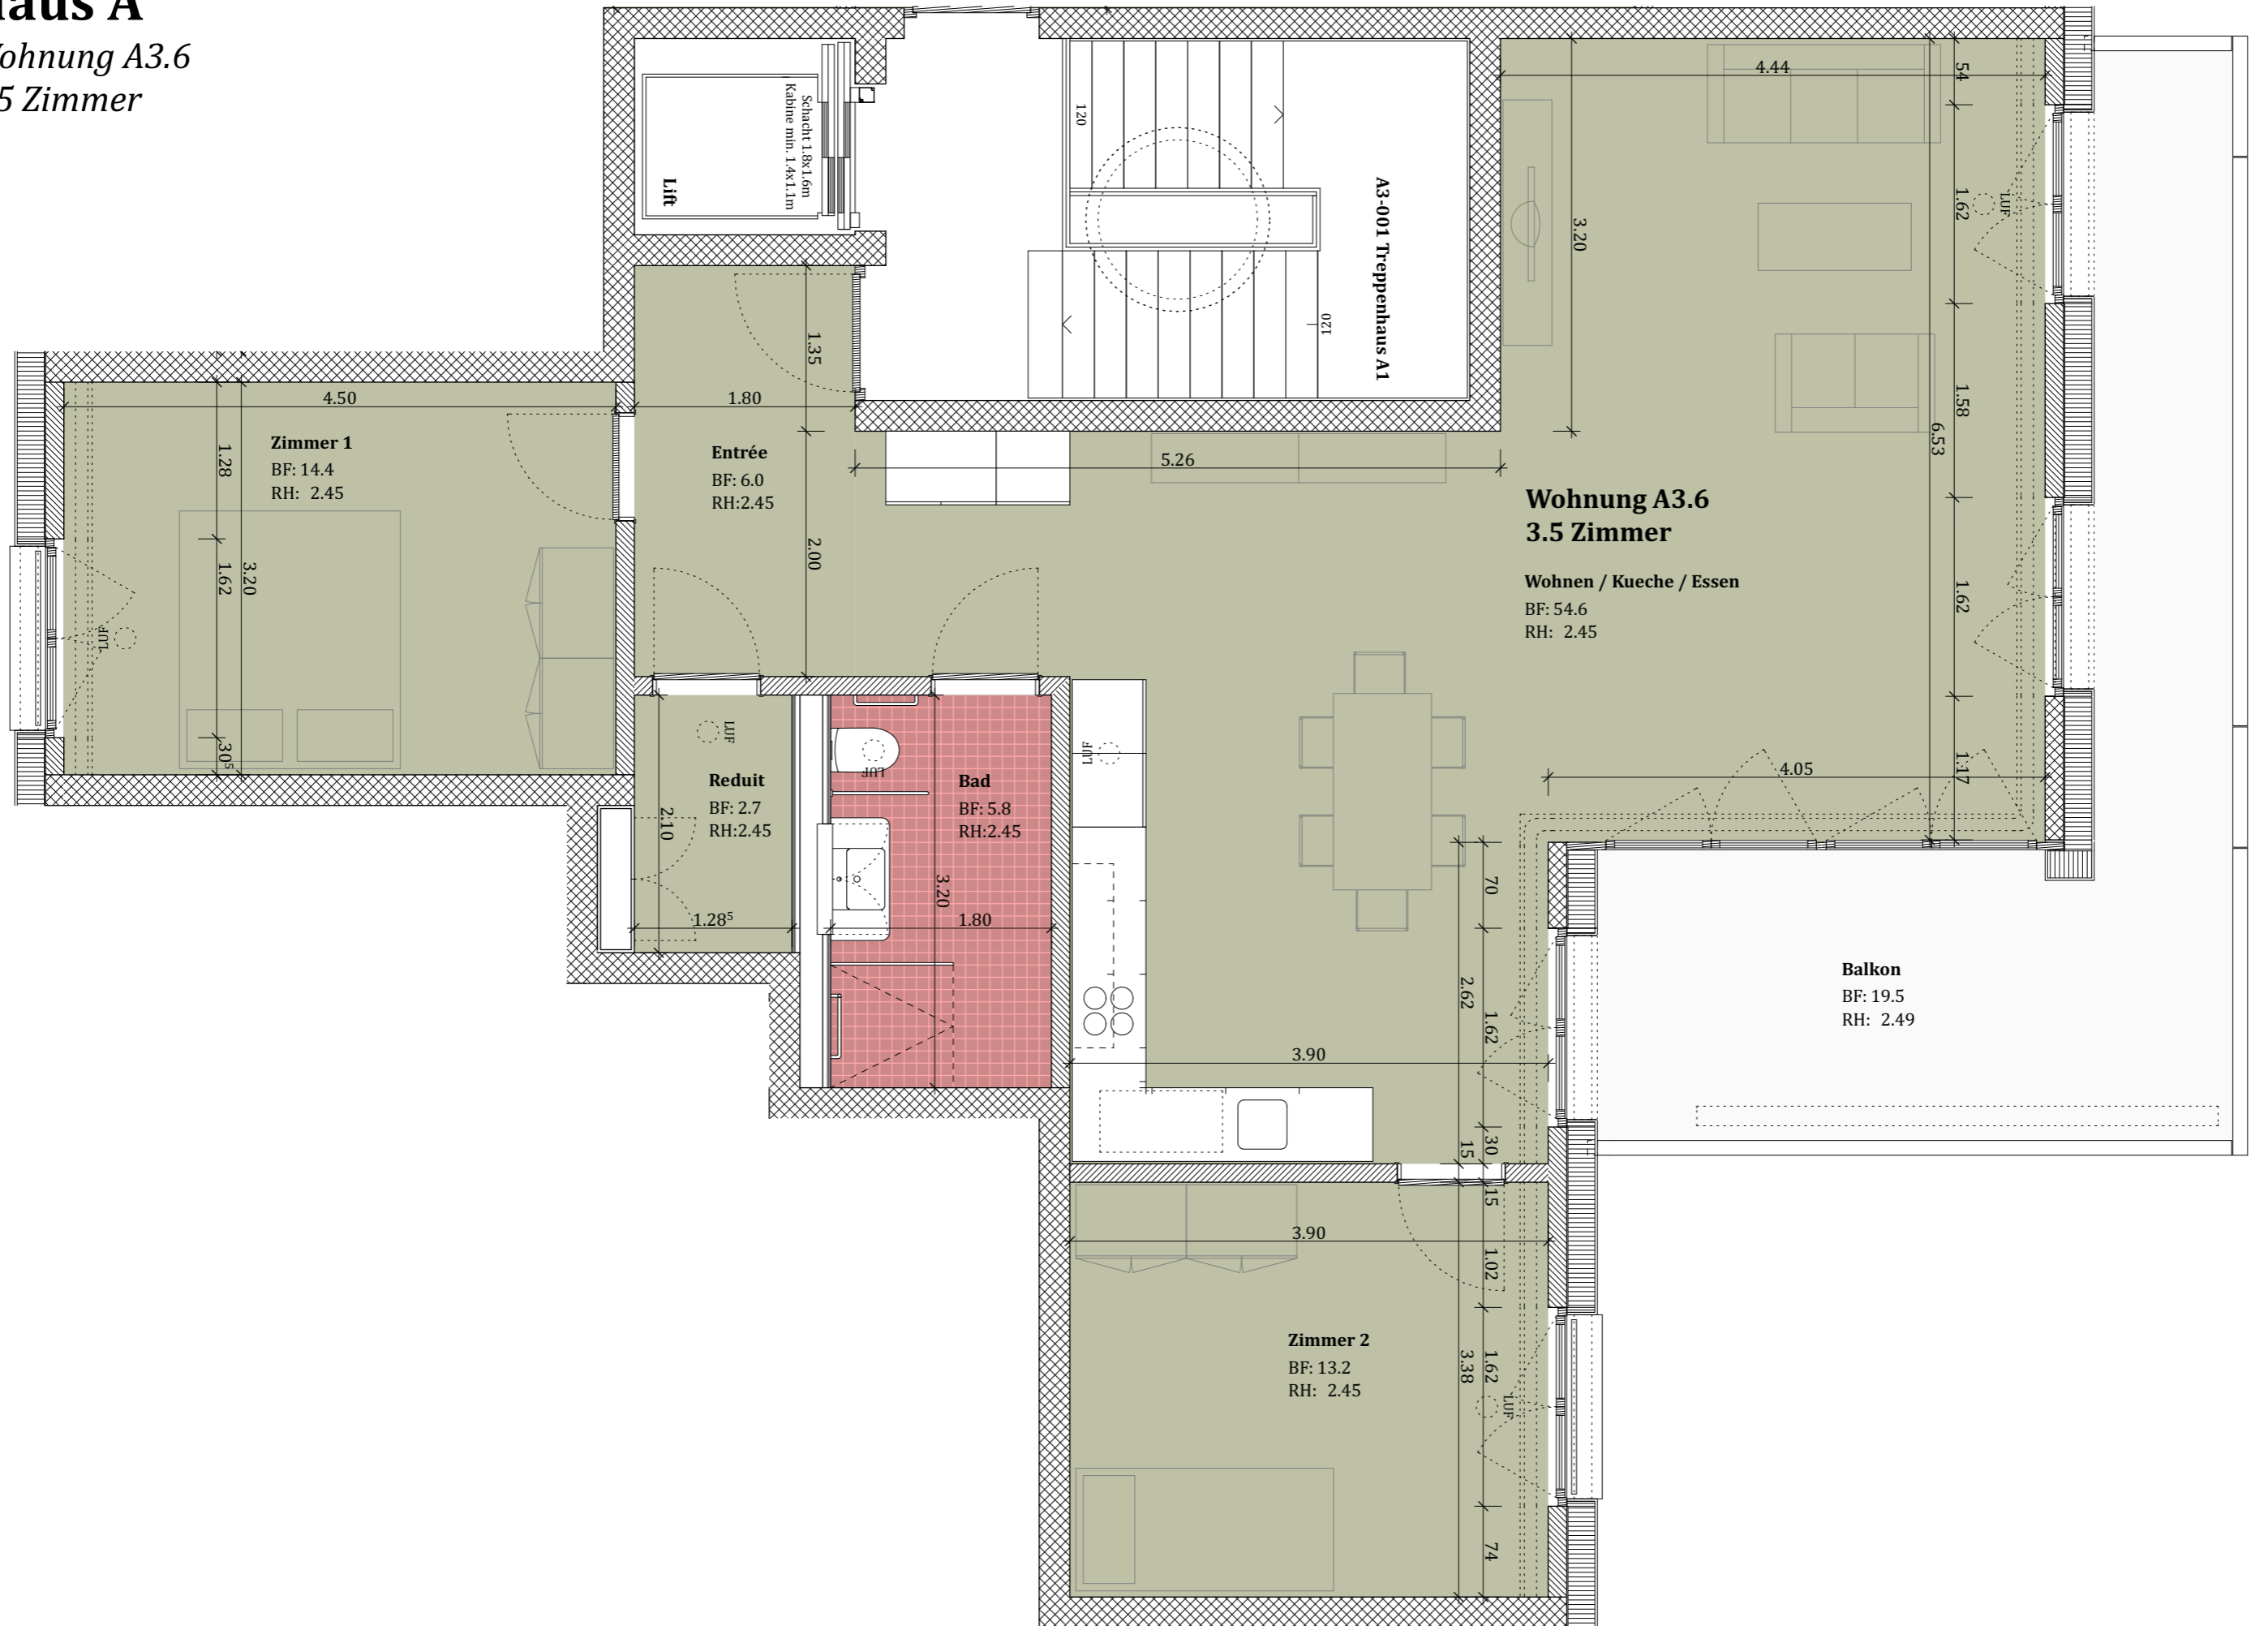 Haus A
Wohnung A3.6
5 Zimmer
Schacht 1.8x1.6m
Kabine min. 1.4x1.1m
Lift
120
120
A3-001 Treppenhaus A1
4.44
54
3.20
1.62
LUF
1.58
6.53
1.62
1.17
4.05
1.35
4.50
1.80
Zimmer 1
BF: 14.4
RH: 2.45
1.28
1.62
3.20
30⁵
LUF
Entrée
BF: 6.0
RH:2.45
5.26
2.00
Wohnung A3.6
3.5 Zimmer
Wohnen / Kueche / Essen
BF: 54.6
RH: 2.45
LUF
Reduit
BF: 2.7
RH:2.45
2.10
1.28⁵
LUF
Bad
BF: 5.8
RH:2.45
3.20
1.80
LUF
70
2.62
1.62
3.90
15
30
Balkon
BF: 19.5
RH: 2.49
15
3.90
1.02
Zimmer 2
BF: 13.2
RH: 2.45
3.38
1.62
LUF
74